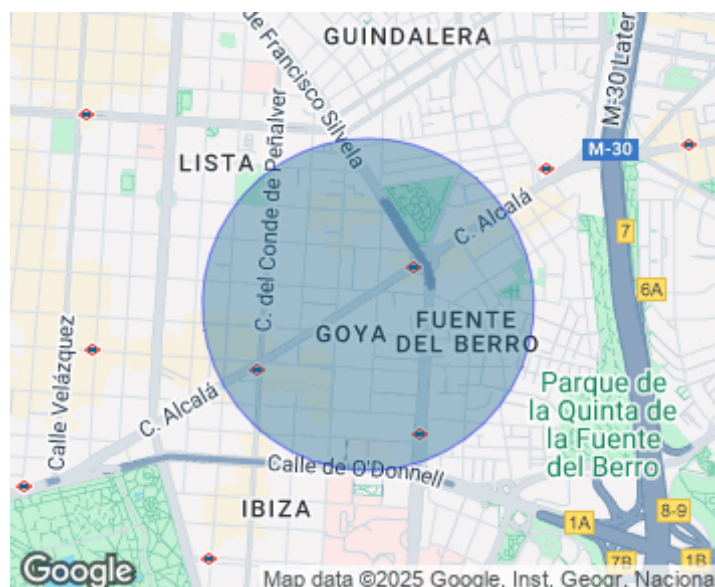 GUINDALERA
de Francisco Silvela
M-30 Later
M-30
LISTA
C. del Conde de Peñalver
C. Alcalá
7
6A
GOYA
FUENTE
DEL BERRO
Calle Velázquez
C. Alcalá
Parque de
la Quinta de
la Fuente
del Berro
Calle de O'Donnell
IBIZA
1A
8-9
7B
1B
Google
Map data ©2025 Google, Inst. Geogr. Naciona